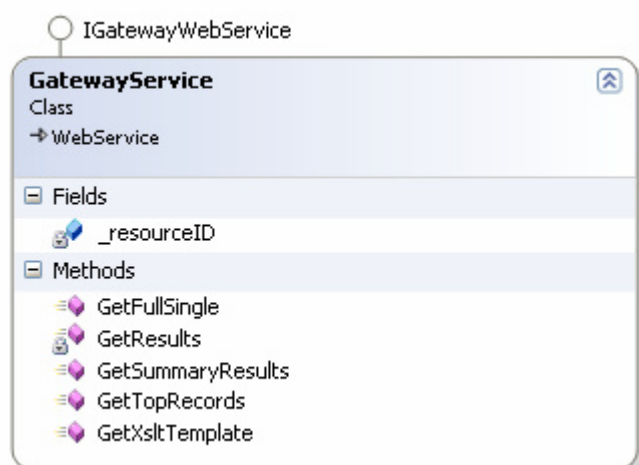 IGatewayWebService
GatewayService
Class
WebService
Fields
_resourceID
Methods
GetFullSingle
GetResults
GetSummaryResults
GetTopRecords
GetXsltTemplate